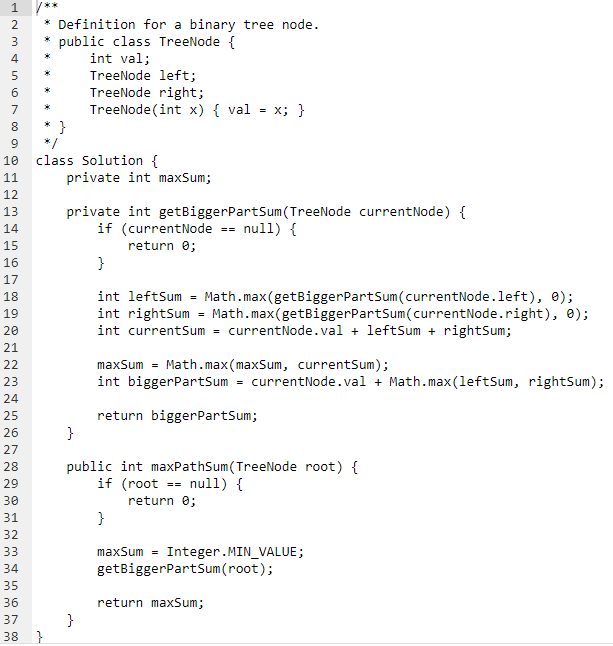 1 /**
2  * Definition for a binary tree node.
3  * public class TreeNode {
4  *     int val;
5  *     TreeNode left;
6  *     TreeNode right;
7  *     TreeNode(int x) { val = x; }
8  * }
9  */
10 class Solution {
11     private int maxSum;
12
13     private int getBiggerPartSum(TreeNode currentNode) {
14         if (currentNode == null) {
15             return 0;
16         }
17
18         int leftSum = Math.max(getBiggerPartSum(currentNode.left), 0);
19         int rightSum = Math.max(getBiggerPartSum(currentNode.right), 0);
20         int currentSum = currentNode.val + leftSum + rightSum;
21
22         maxSum = Math.max(maxSum, currentSum);
23         int biggerPartSum = currentNode.val + Math.max(leftSum, rightSum);
24
25         return biggerPartSum;
26     }
27
28     public int maxPathSum(TreeNode root) {
29         if (root == null) {
30             return 0;
31         }
32
33         maxSum = Integer.MIN_VALUE;
34         getBiggerPartSum(root);
35
36         return maxSum;
37     }
38 }